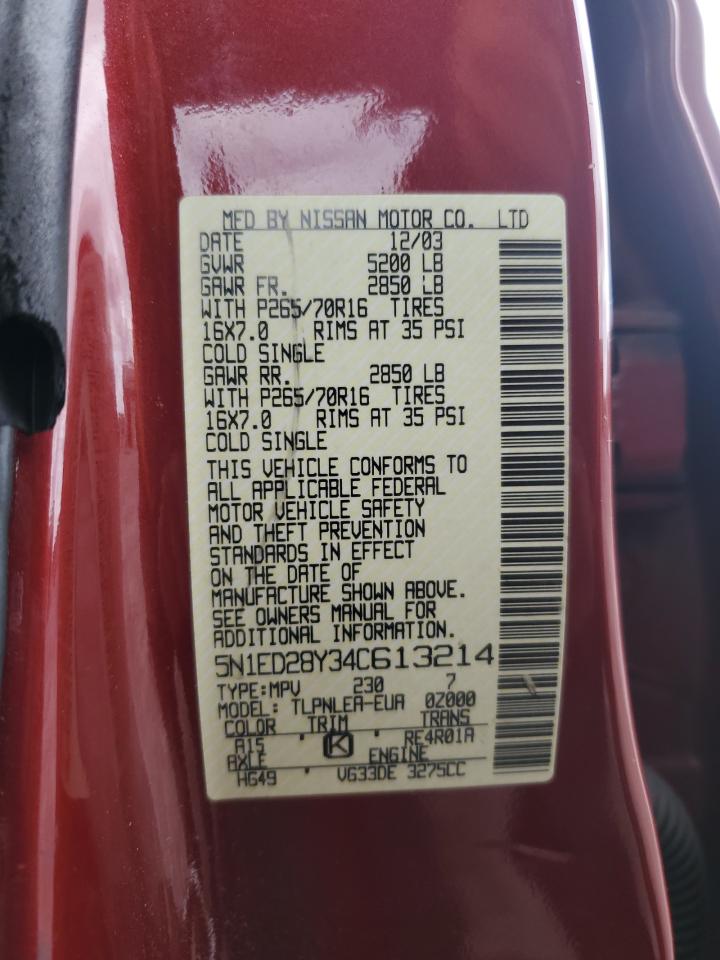 MFD BY NISSAN MOTOR CO. LTD
DATE 12/03
GVWR 5200 LB
GAWR FR. 2850 LB
WITH P265/70R16 TIRES
16X7.0 RIMS AT 35 PSI
COLD SINGLE
GAWR RR. 2850 LB
WITH P265/70R16 TIRES
16X7.0 RIMS AT 35 PSI
COLD SINGLE
THIS VEHICLE CONFORMS TO
ALL APPLICABLE FEDERAL
MOTOR VEHICLE SAFETY
AND THEFT PREVENTION
STANDARDS IN EFFECT
ON THE DATE OF
MANUFACTURE SHOWN ABOVE.
SEE OWNERS MANUAL FOR
ADDITIONAL INFORMATION.
5N1ED28Y34C613214
TYPE:MPV 230 7
MODEL: TLPNLEA-EUA 0Z000
COLOR TRIM TRANS
A15 K RE4R01A
AXLE ENGINE
HG49 VG33DE 3275CC